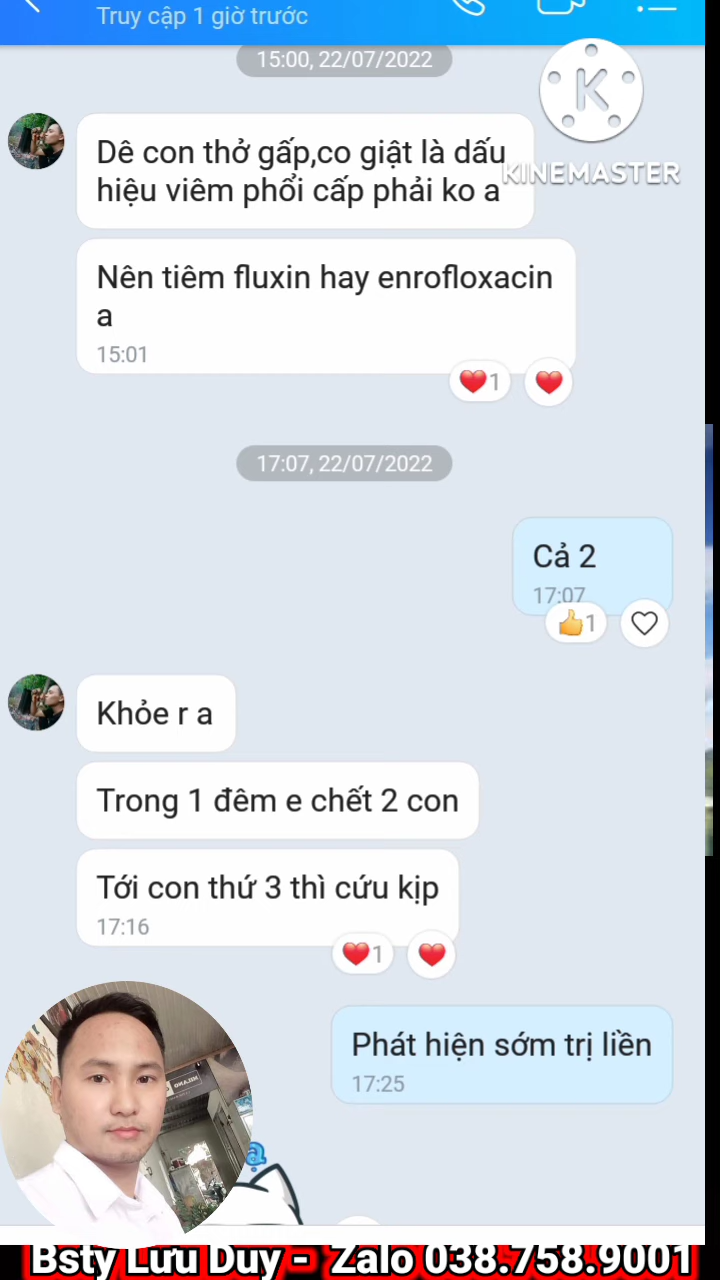 Truy cập 1 giờ trước
15:00, 22/07/2022
K
KINEMASTER
Dê con thở gấp,co giật là dấu
hiệu viêm phổi cấp phải ko a
Nên tiêm fluxin hay enrofloxacin
a
15:01
1
17:07, 22/07/2022
Cả 2
17:07
1
Khỏe r a
Trong 1 đêm e chết 2 con
Tới con thứ 3 thì cứu kịp
17:16
1
Phát hiện sớm trị liền
17:25
Bsty Lưu Duy - Zalo 038.758.9001